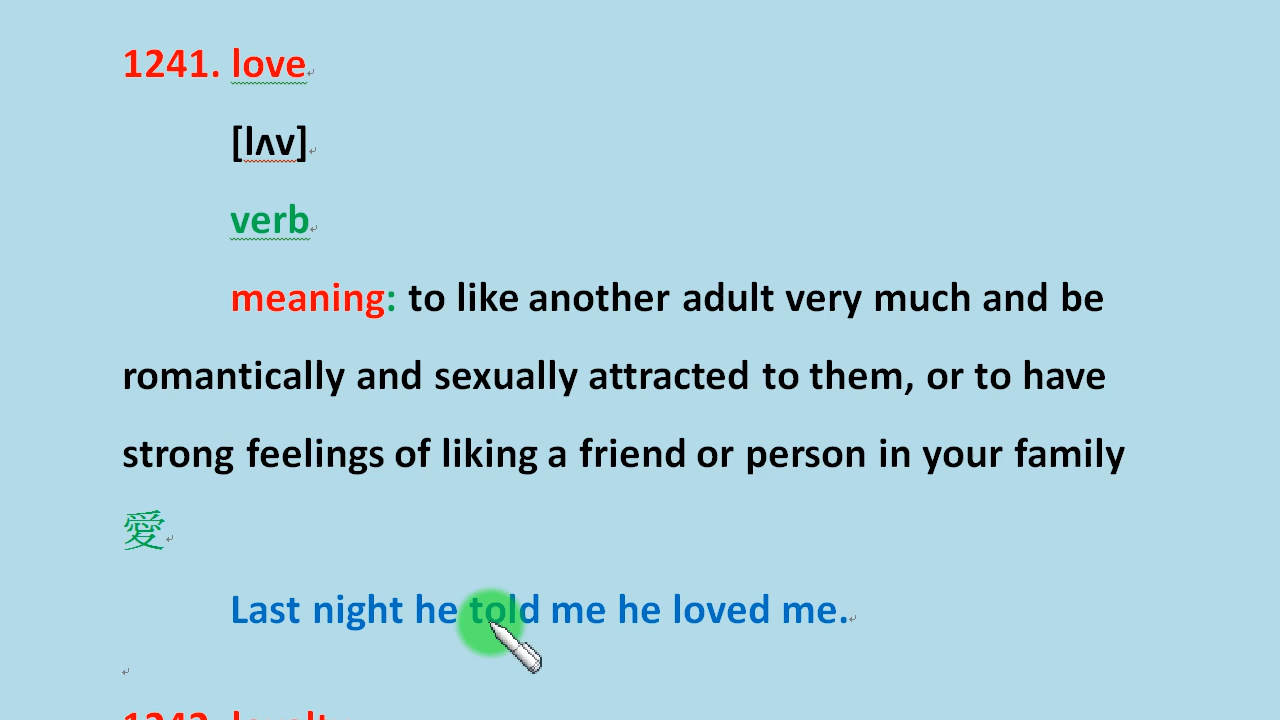 1241. love
[lʌv]
verb
meaning: to like another adult very much and be
romantically and sexually attracted to them, or to have
strong feelings of liking a friend or person in your family
愛
Last night he told me he loved me.